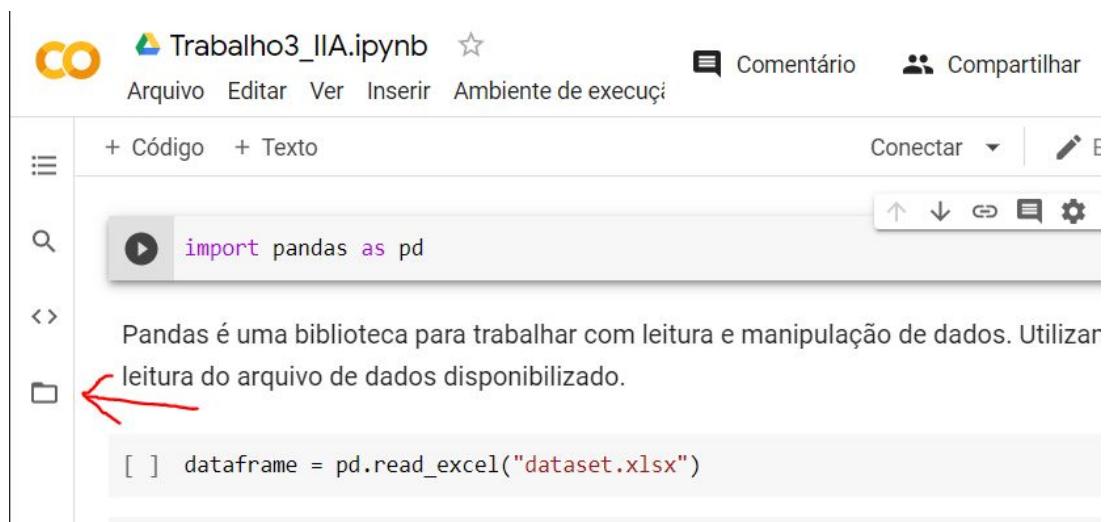 Trabalho3_IIA.ipynb
Comentário
Compartilhar
Arquivo Editar Ver Inserir Ambiente de execuçã
+ Código + Texto
Conectar
E
import pandas as pd
Pandas é uma biblioteca para trabalhar com leitura e manipulação de dados. Utilizan
leitura do arquivo de dados disponibilizado.
[ ] dataframe = pd.read_excel("dataset.xlsx")